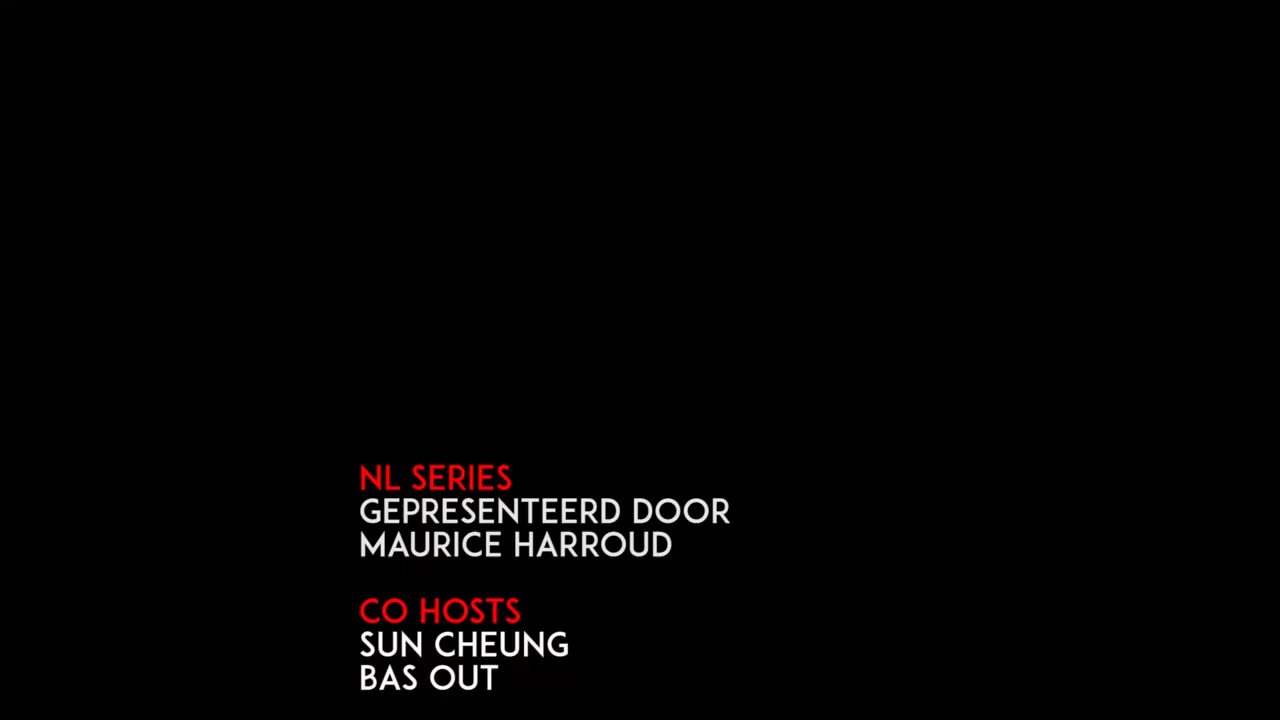 NL SERIES
GEPRESENTEERD DOOR
MAURICE HARROUD
CO HOSTS
SUN CHEUNG
BAS OUT